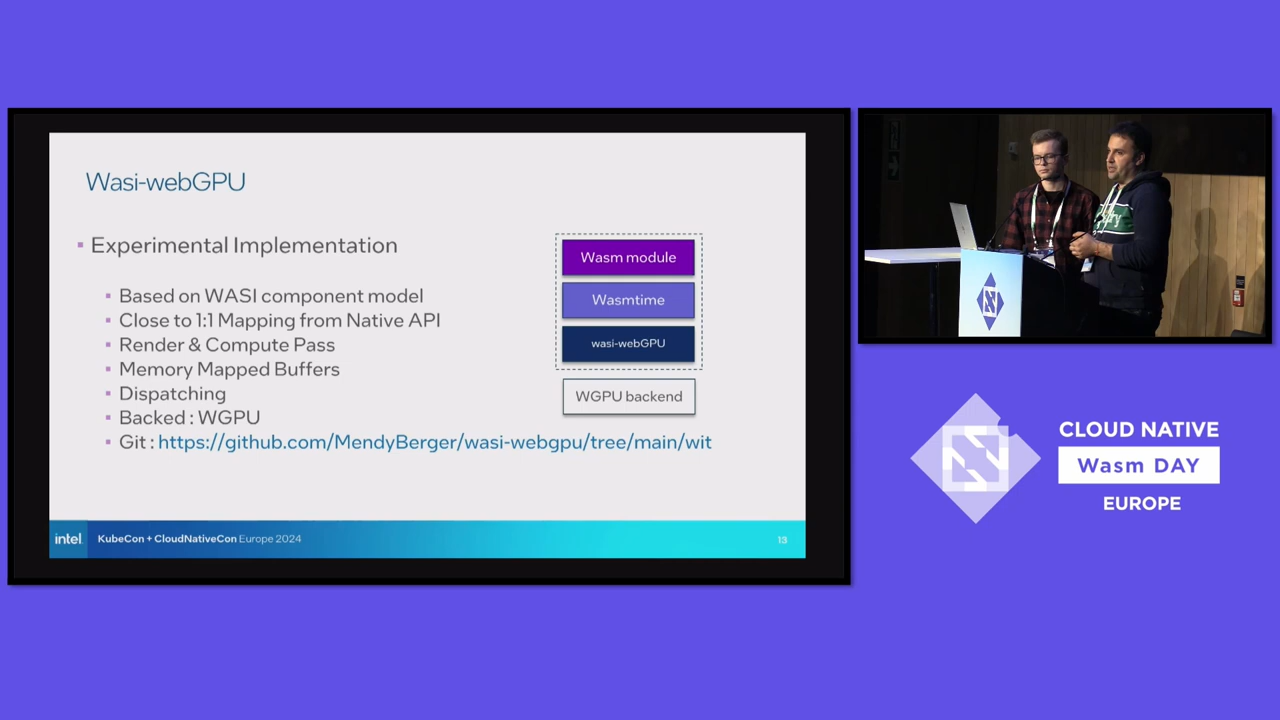 Wasi-webGPU
Experimental Implementation
Based on WASI component model
Close to 1:1 Mapping from Native API
Render & Compute Pass
Memory Mapped Buffers
Dispatching
Backed : WGPU
Git : https://github.com/MendyBerger/wasi-webgpu/tree/main/wit
Wasm module
Wasmtime
wasi-webGPU
WGPU backend
intel
KubeCon + CloudNativeCon Europe 2024
13
CLOUD NATIVE
Wasm DAY
EUROPE